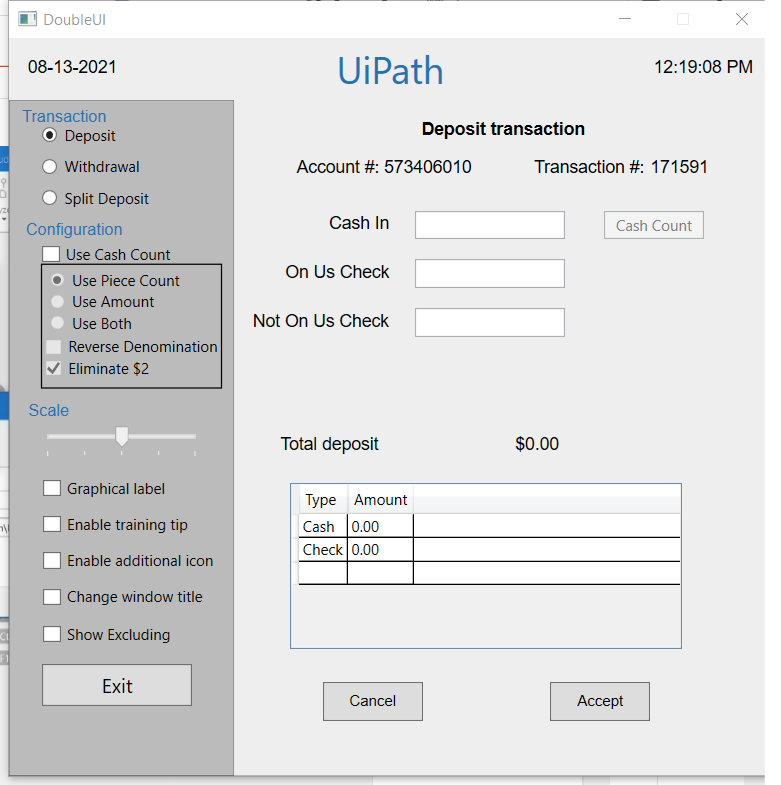 DoubleUI
08-13-2021
UiPath
12:19:08 PM
Transaction
Deposit
Withdrawal
Split Deposit
Configuration
Use Cash Count
Use Piece Count
Use Amount
Use Both
Reverse Denomination
Eliminate $2
Scale
Graphical label
Enable training tip
Enable additional icon
Change window title
Show Excluding
Exit
Deposit transaction
Account #: 573406010 Transaction #: 171591
Cash In
Cash Count
On Us Check
Not On Us Check
Total deposit $0.00
Type Amount
Cash 0.00
Check 0.00
Cancel Accept